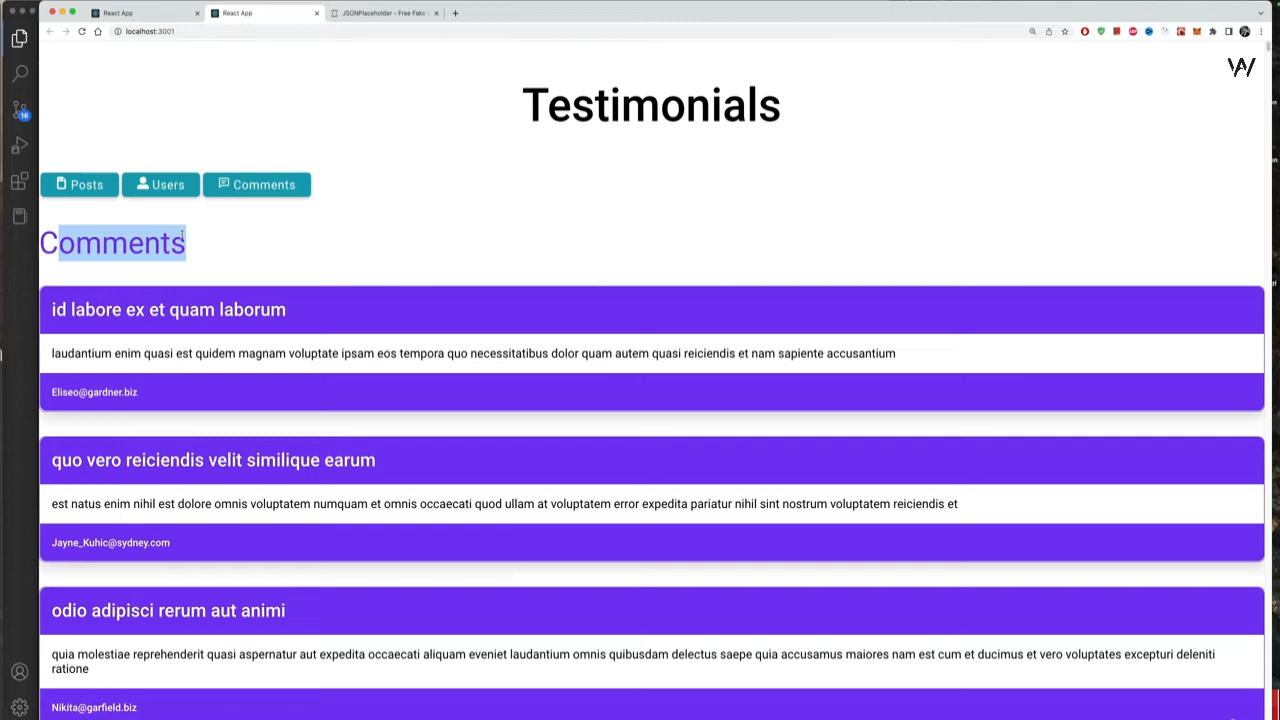 React App
React App
JSONPlaceholder - Free Fake
localhost:3001
W
Testimonials
16
Posts
Users
Comments
Comments
id labore ex et quam laborum
laudantium enim quasi est quidem magnam voluptate ipsam eos tempora quo necessitatibus dolor quam autem quasi reiciendis et nam sapiente accusantium
Eliseo@gardner.biz
quo vero reiciendis velit similique earum
est natus enim nihil est dolore omnis voluptatem numquam et omnis occaecati quod ullam at voluptatem error expedita pariatur nihil sint nostrum voluptatem reiciendis et
Jayne_Kuhic@sydney.com
odio adipisci rerum aut animi
quia molestiae reprehenderit quasi aspernatur aut expedita occaecati aliquam eveniet laudantium omnis quibusdam delectus saepe quia accusamus maiores nam est cum et ducimus et vero voluptates excepturi deleniti
ratione
Nikita@garfield.biz